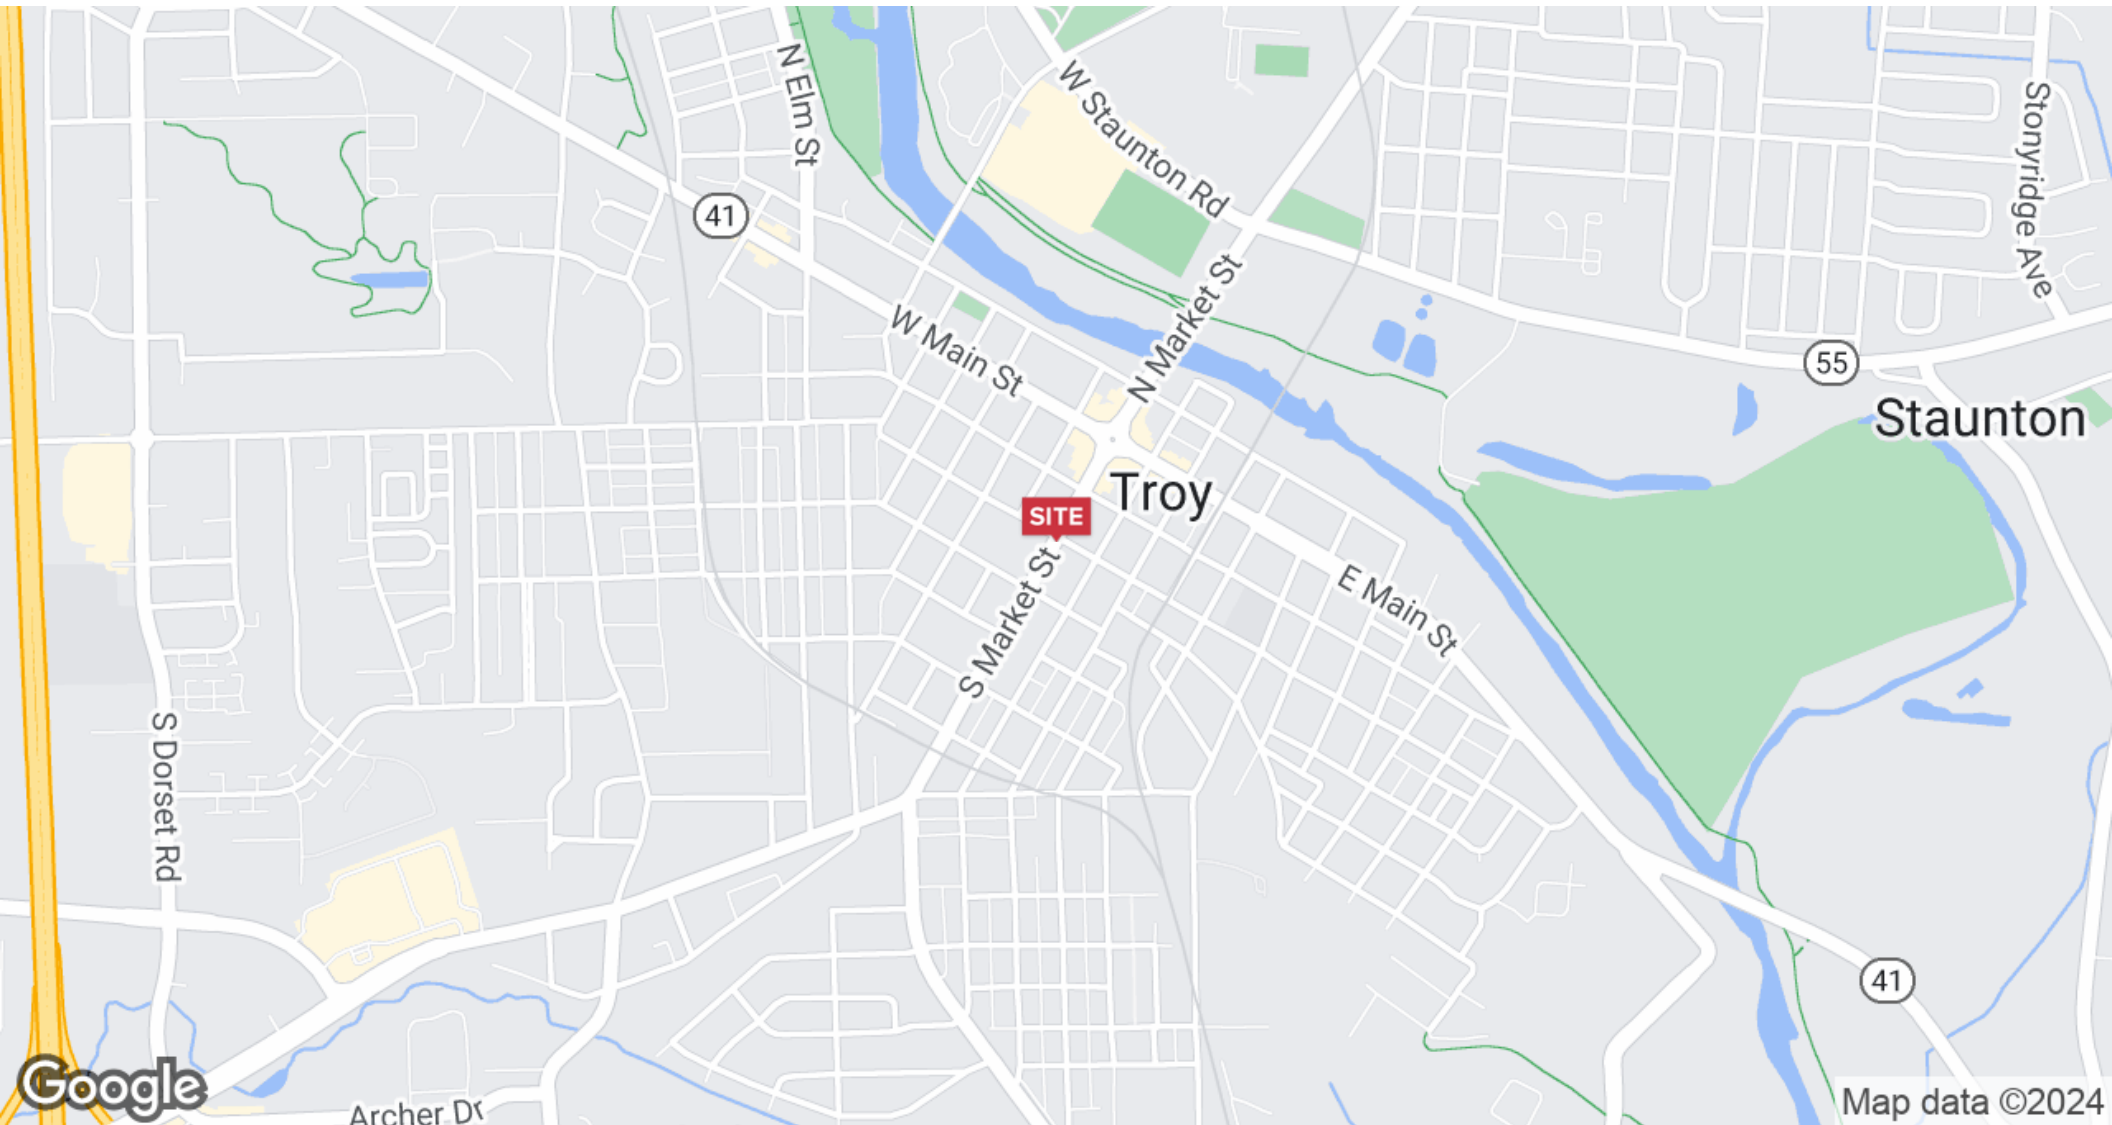 N Elm St
W Staunton Rd
Stonyridge Ave
41
N Market St
W Main St
55
Staunton
Troy
SITE
S Market St
E Main St
S Dorset Rd
41
Google
Archer Dr
Map data ©2024